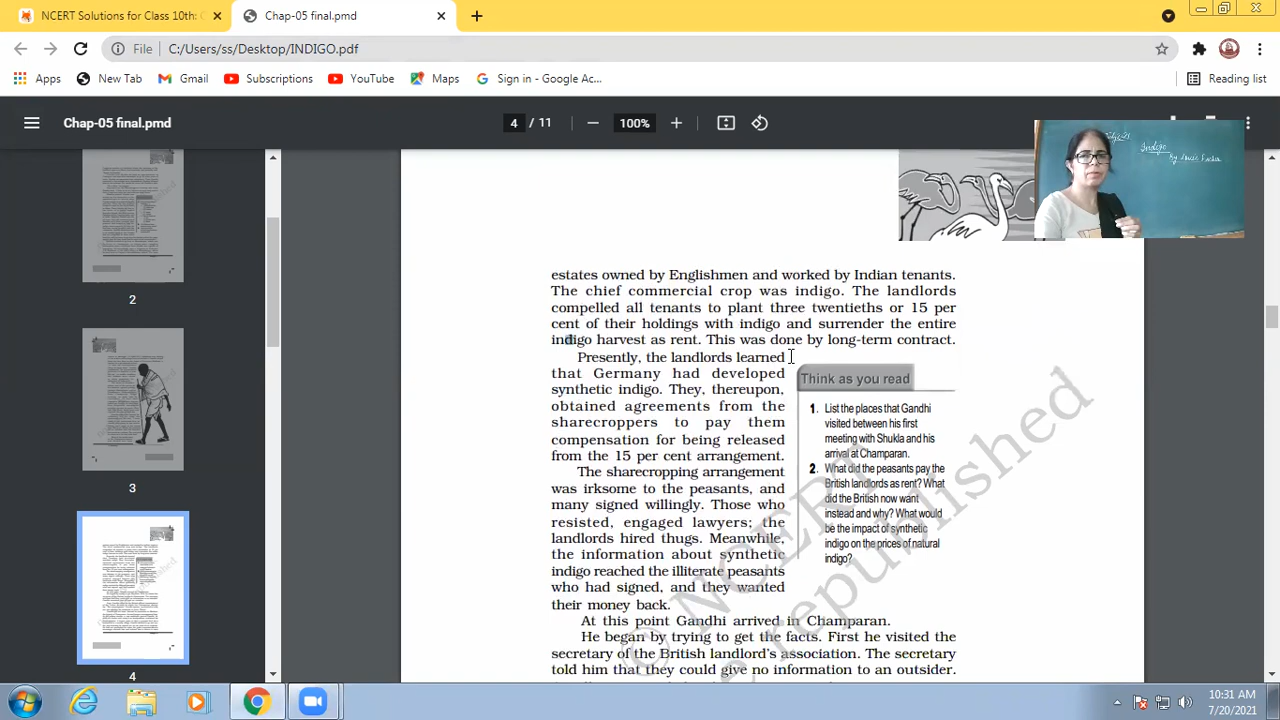 NCERT Solutions for Class 10th:
Chap-05 final.pmd
File
C:/Users/ss/Desktop/INDIGO.pdf
Apps
New Tab
Gmail
Subscriptions
YouTube
Maps
Sign in - Google Ac...
Reading list
Chap-05 final.pmd
4 / 11
100%
Indigo
2
3
4
estates owned by Englishmen and worked by Indian tenants.
The chief commercial crop was indigo. The landlords
compelled all tenants to plant three twentieths or 15 per
cent of their holdings with indigo and surrender the entire
indigo harvest as rent. This was done by long-term contract.
Presently, the landlords learned
that Germany had developed
synthetic indigo. They, thereupon,
obtained agreements from the
sharecroppers to pay them
compensation for being released
from the 15 per cent arrangement.
The sharecropping arrangement
was irksome to the peasants, and
many signed willingly. Those who
resisted, engaged lawyers; the
landlords hired thugs. Meanwhile,
the information about synthetic
indigo reached the illiterate peasants
who had signed, and they wanted
their money back.
Think as you read
1. List the places that Gandhi
visited between his first
meeting with Shukla and his
arrival at Champaran.
2. What did the peasants pay the
British landlords as rent? What
did the British now want
instead and why? What would
be the impact of synthetic
indigo on the prices of natural
indigo?
At this point Gandhi arrived in Champaran.
He began by trying to get the facts. First he visited the
secretary of the British landlord's association. The secretary
told him that they could give no information to an outsider.
© NCERT
republished
10:31 AM
7/20/2021